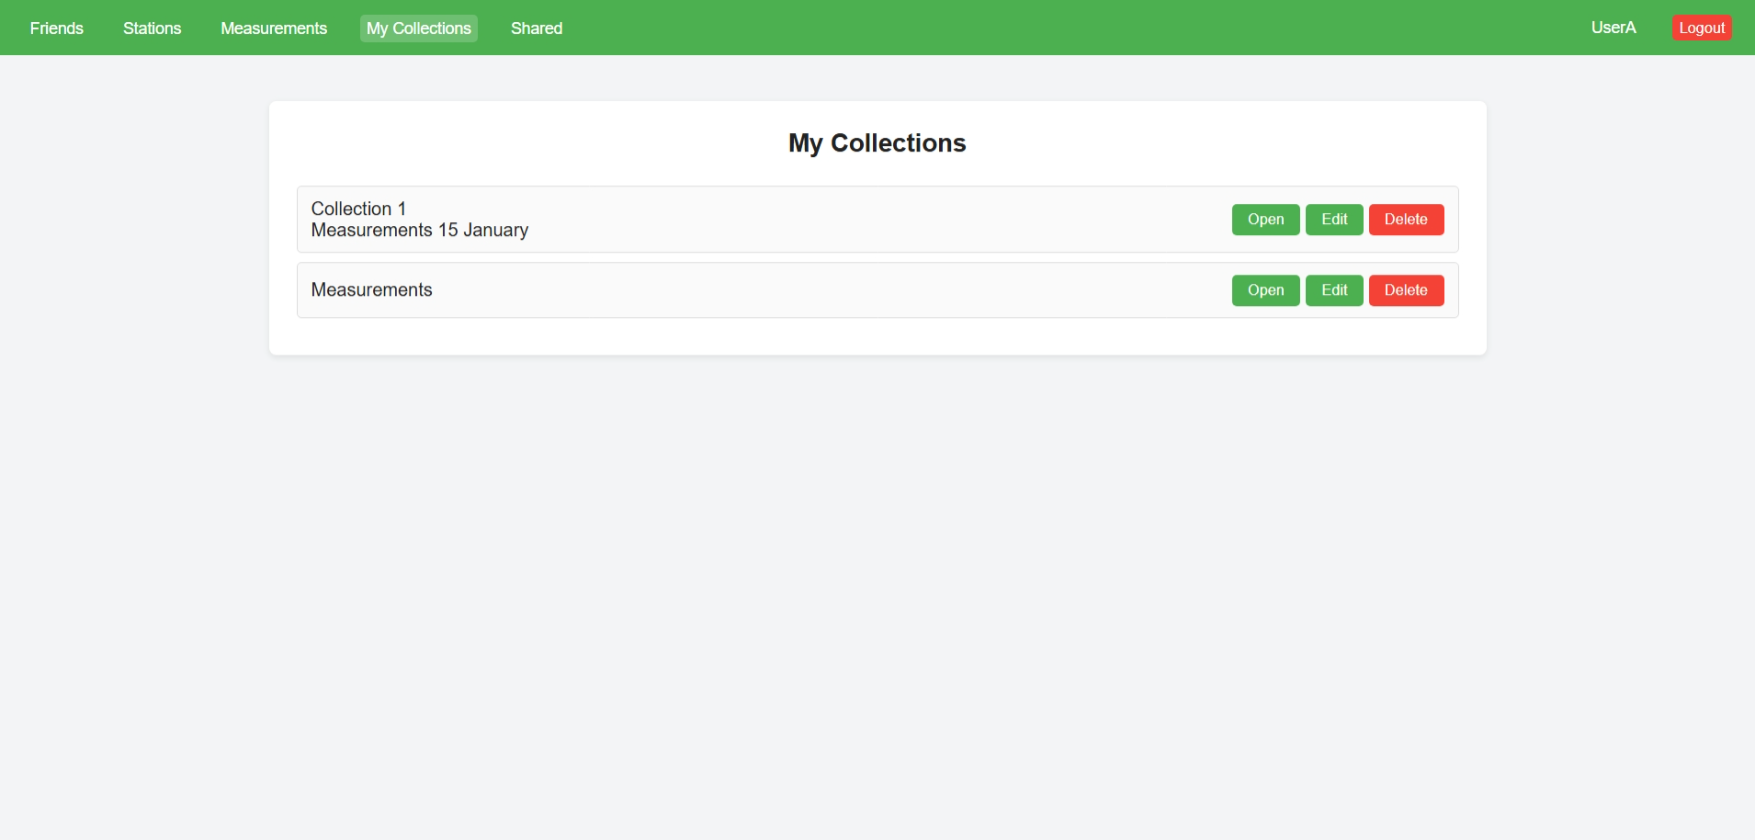 Friends Stations Measurements My Collections Shared UserA Logout
My Collections
Collection 1
Measurements 15 January
Open Edit Delete
Measurements
Open Edit Delete